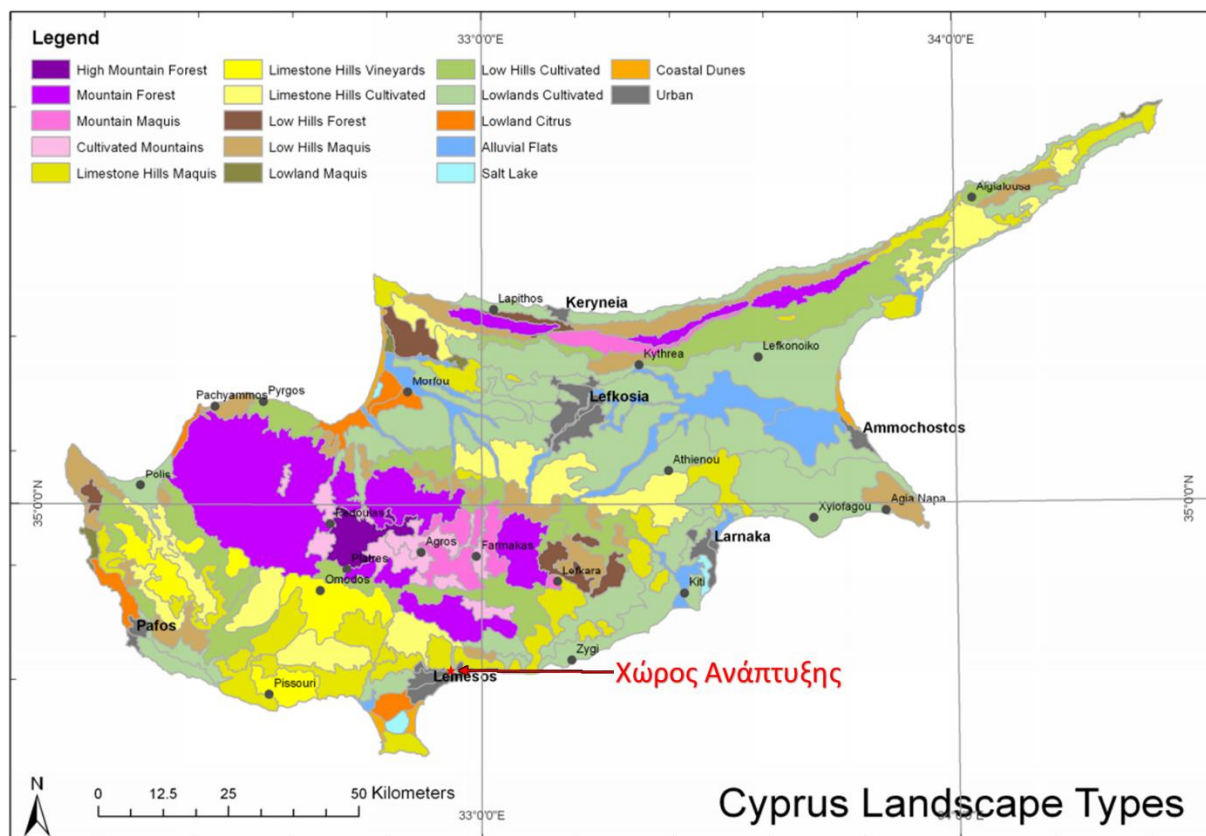 Legend
High Mountain Forest
Mountain Forest
Mountain Maquis
Cultivated Mountains
Limestone Hills Maquis
Limestone Hills Vineyards
Limestone Hills Cultivated
Low Hills Forest
Low Hills Maquis
Lowland Maquis
Low Hills Cultivated
Lowlands Cultivated
Lowland Citrus
Alluvial Flats
Salt Lake
Coastal Dunes
Urban
33°0'0"E
34°0'0"E
Aigialousa
Lapithos
Keryneia
Lefkonoiko
Kythrea
Morfou
Lefkosia
Pyrgos
Pachyammos
Ammochostos
Athienou
Polis
35°0'0"N
35°0'0"N
Agia Napa
Xylofagou
Pedoulas
Larnaka
Agros
Farmakas
Platres
Lefkara
Omodos
Kiti
Pafos
Zygi
Lemesos
Χώρος Ανάπτυξης
Pissouri
N
0 12.5 25 50 Kilometers
33°0'0"E
34°0'0"E
Cyprus Landscape Types